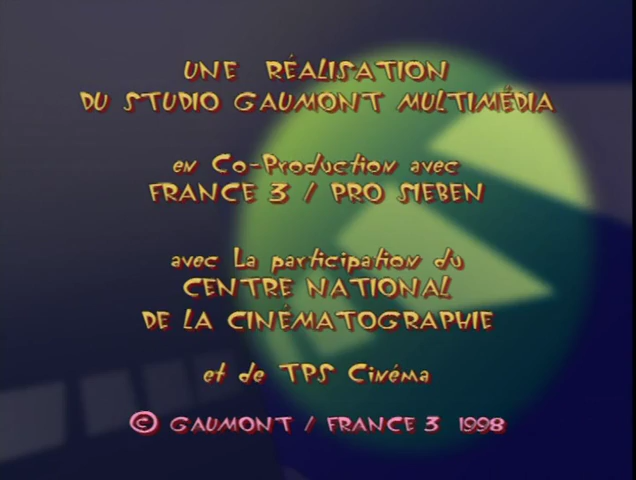 UNE RÉALISATION
DU STUDIO GAUMONT MULTIMÉDIA
en Co-Production avec
FRANCE 3 / PRO SIEBEN
avec La participation du
CENTRE NATIONAL
DE LA CINÉMATOGRAPHIE
et de TPS Cinéma
© GAUMONT / FRANCE 3 1998